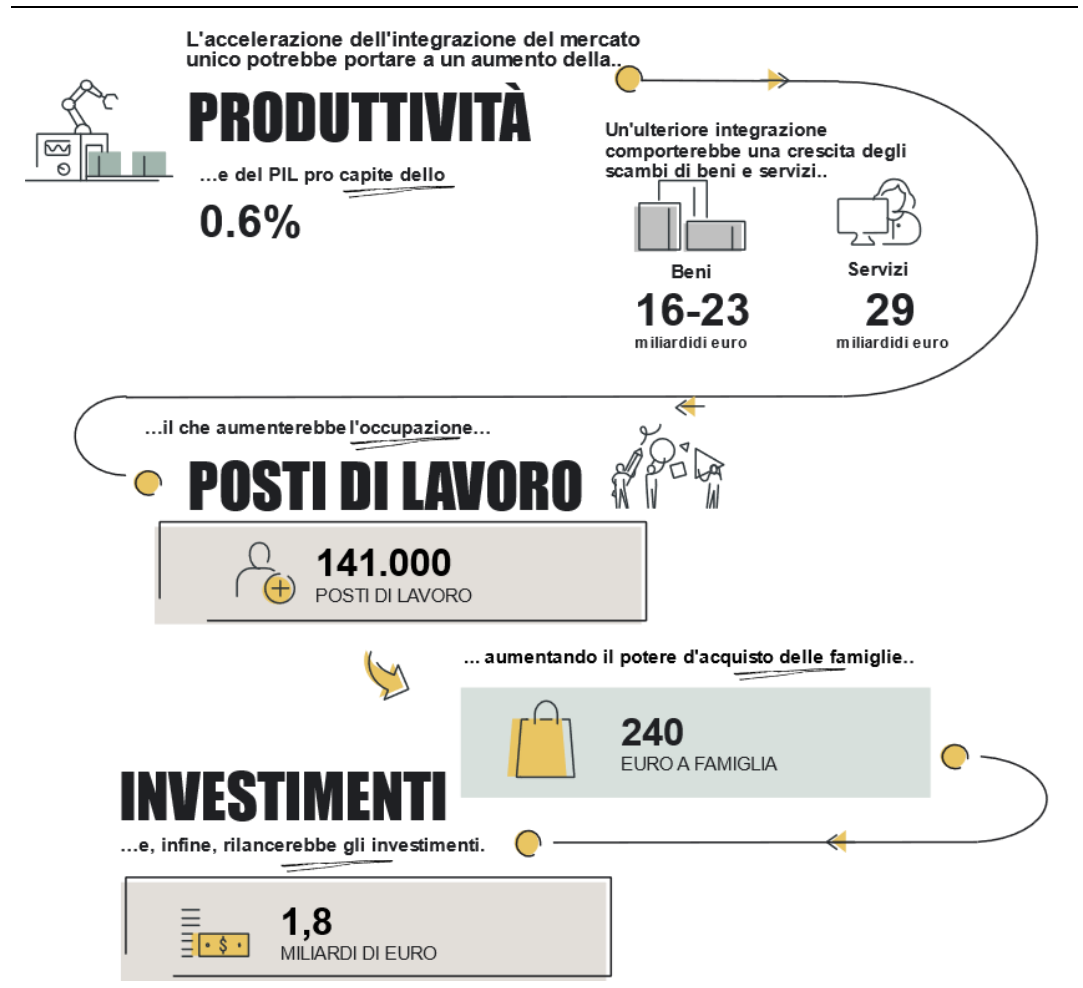 L'accelerazione dell'integrazione del mercato
unico potrebbe portare a un aumento della..
PRODUTTIVITÀ
...e del PIL pro capite dello
0.6%
Un'ulteriore integrazione
comporterebbe una crescita degli
scambi di beni e servizi..
Beni
16-23
miliardidi euro
Servizi
29
miliardidi euro
...il che aumenterebbe l'occupazione...
POSTI DI LAVORO
141.000
POSTI DI LAVORO
... aumentando il potere d'acquisto delle famiglie..
240
EURO A FAMIGLIA
INVESTIMENTI
...e, infine, rilancerebbe gli investimenti.
$
1,8
MILIARDI DI EURO